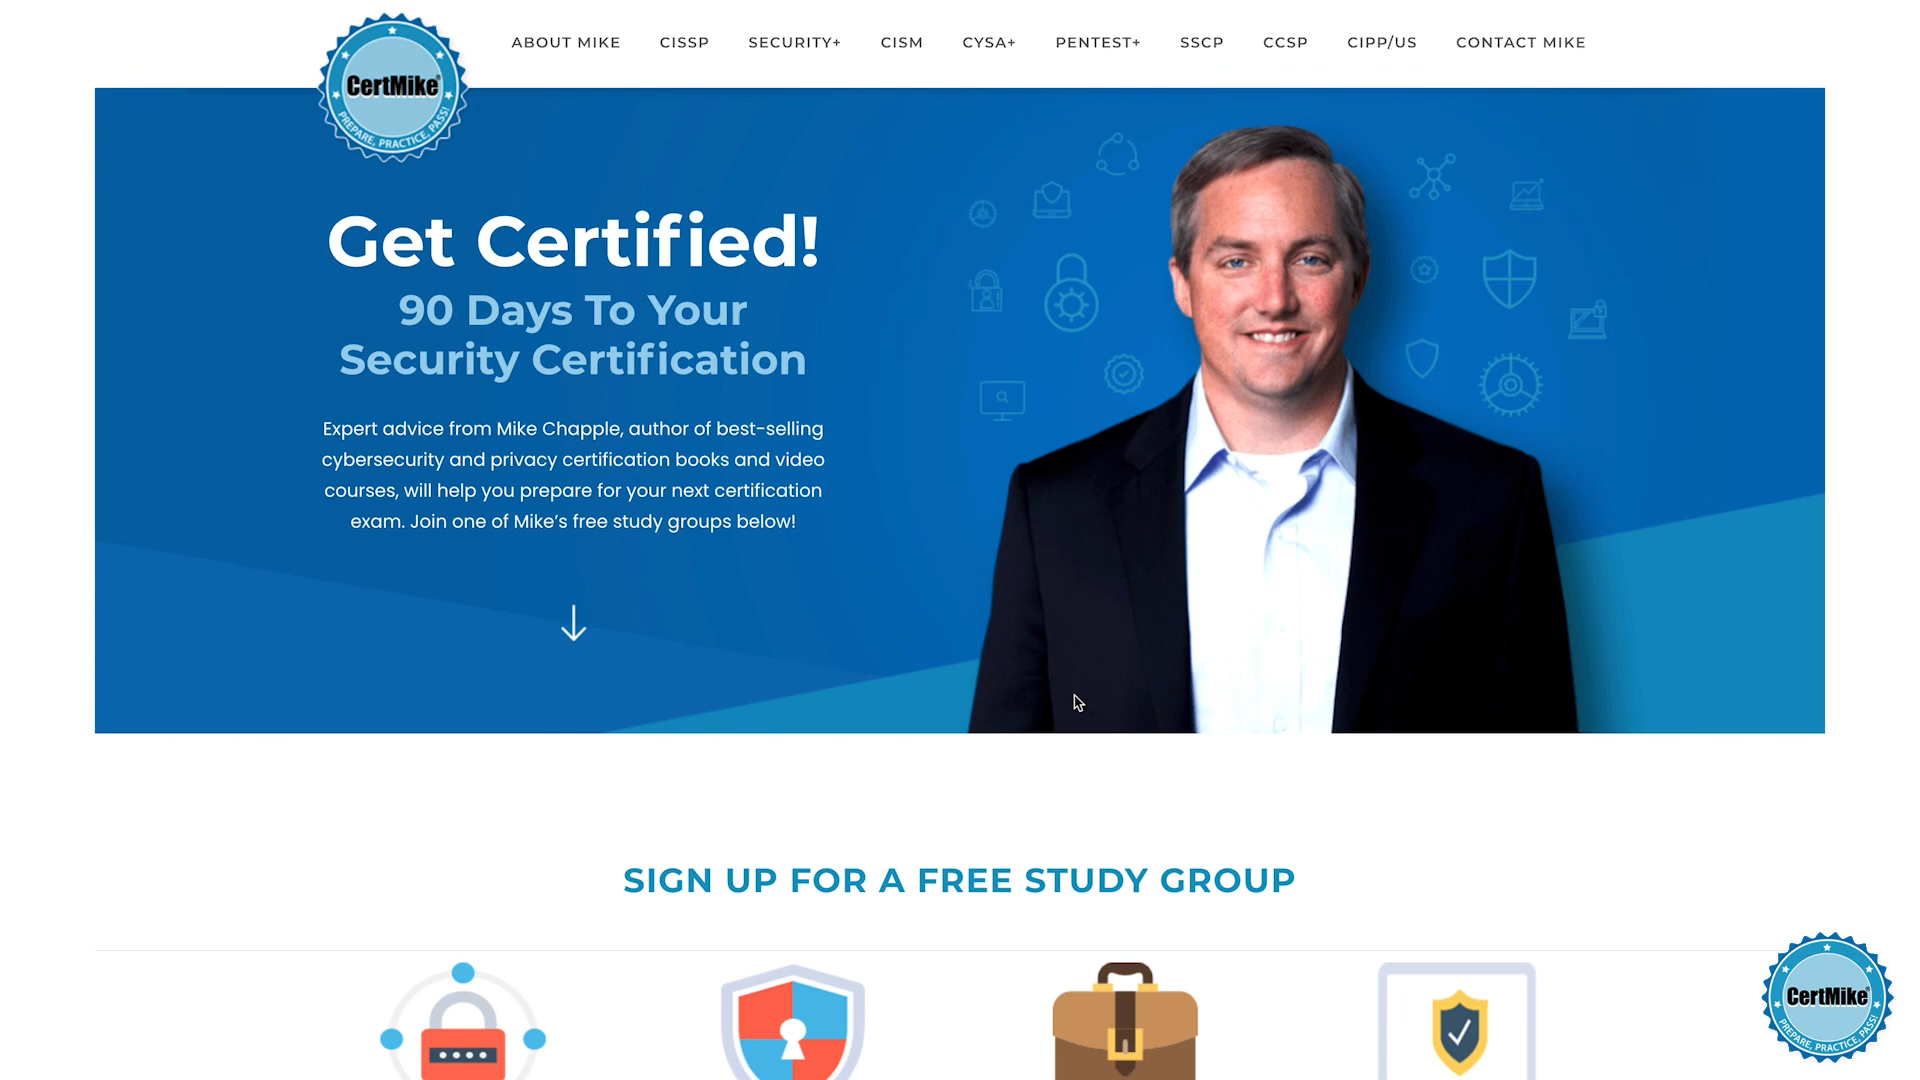 CertMike®
PREPARE, PRACTICE, PASS!
ABOUT MIKE
CISSP
SECURITY+
CISM
CYSA+
PENTEST+
SSCP
CCSP
CIPP/US
CONTACT MIKE
Get Certified!
90 Days To Your
Security Certification
Expert advice from Mike Chapple, author of best-selling
cybersecurity and privacy certification books and video
courses, will help you prepare for your next certification
exam. Join one of Mike’s free study groups below!
SIGN UP FOR A FREE STUDY GROUP
CertMike®
PREPARE, PRACTICE, PASS!